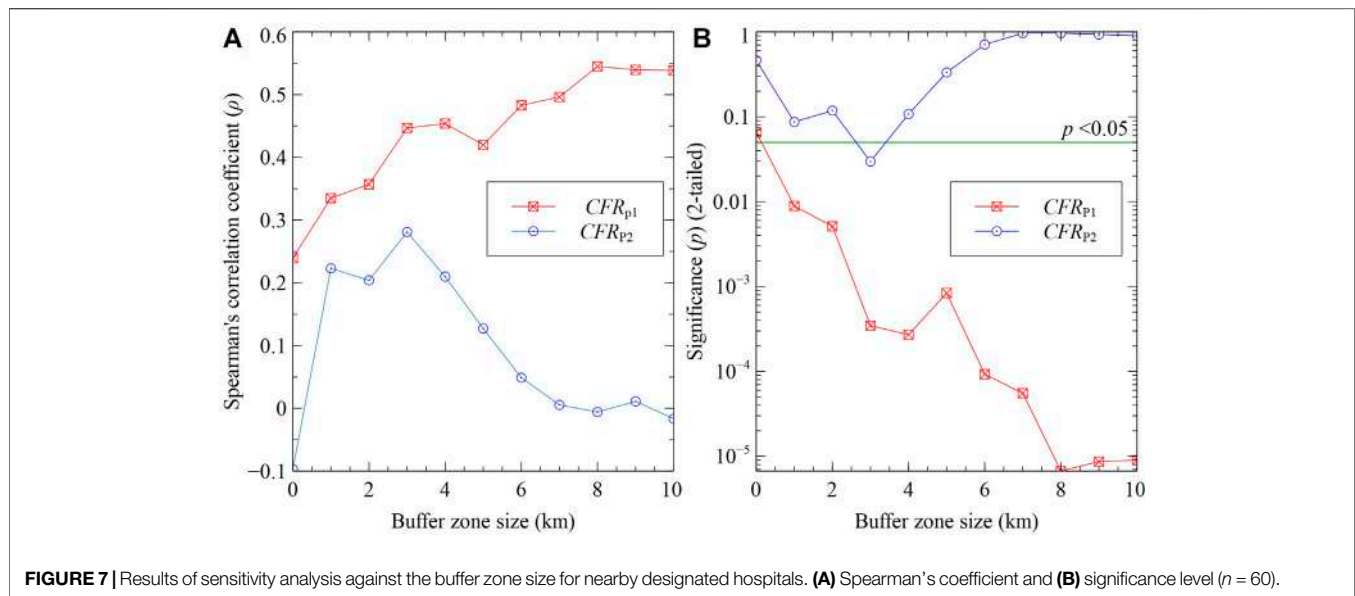 A
Spearman's correlation coefficient (ρ)
0.6
0.5
0.4
0.3
0.2
0.1
0
−0.1
CFRp1
CFRP2
0 2 4 6 8 10
Buffer zone size (km)
B
Significance (p) (2-tailed)
1
0.1
0.01
10⁻³
10⁻⁴
10⁻⁵
p <0.05
CFRP1
CFRP2
0 2 4 6 8 10
Buffer zone size (km)
FIGURE 7 | Results of sensitivity analysis against the buffer zone size for nearby designated hospitals. (A) Spearman's coefficient and (B) significance level (n = 60).